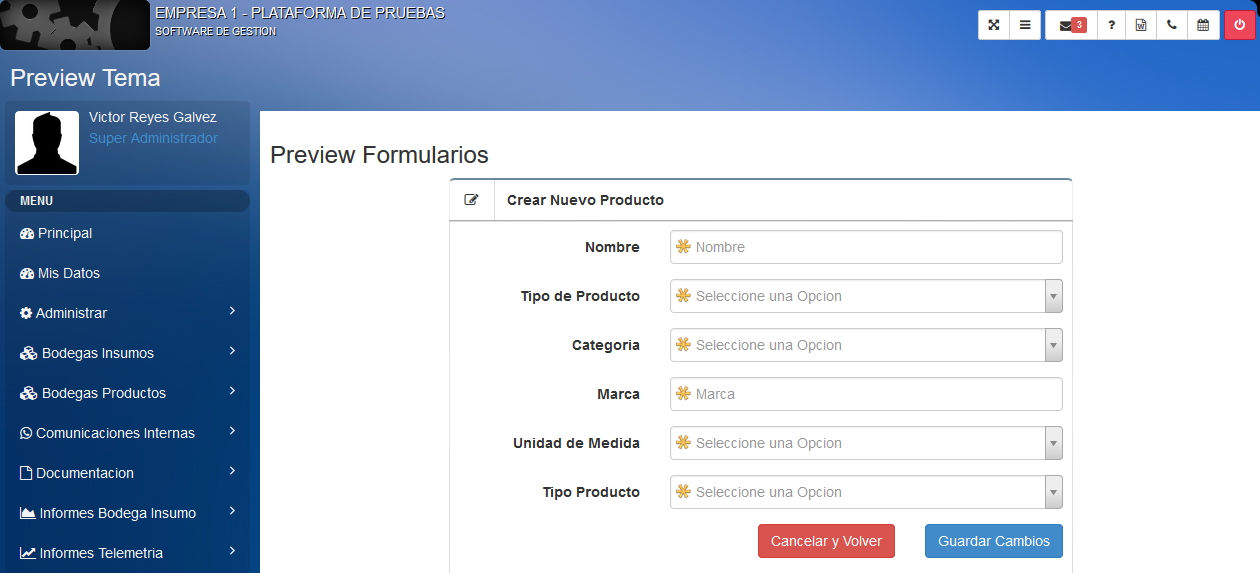 EMPRESA 1 - PLATAFORMA DE PRUEBAS
SOFTWARE DE GESTION
3
?
Preview Tema
Victor Reyes Galvez
Super Administrador
MENU
Principal
Mis Datos
Administrar
Bodegas Insumos
Bodegas Productos
Comunicaciones Internas
Documentacion
Informes Bodega Insumo
Informes Telemetria
Preview Formularios
Crear Nuevo Producto
Nombre Nombre
Tipo de Producto Seleccione una Opcion
Categoria Seleccione una Opcion
Marca Marca
Unidad de Medida Seleccione una Opcion
Tipo Producto Seleccione una Opcion
Cancelar y Volver Guardar Cambios